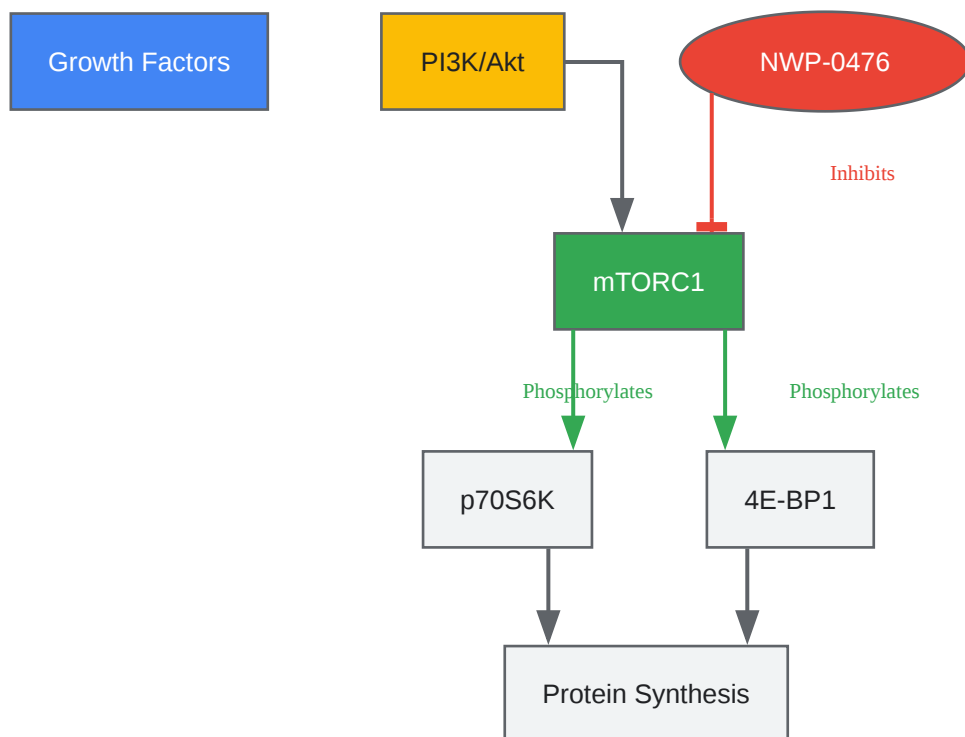 Growth Factors
PI3K/Akt
NWP-0476
Inhibits
mTORC1
Phosphorylates
Phosphorylates
p70S6K
4E-BP1
Protein Synthesis